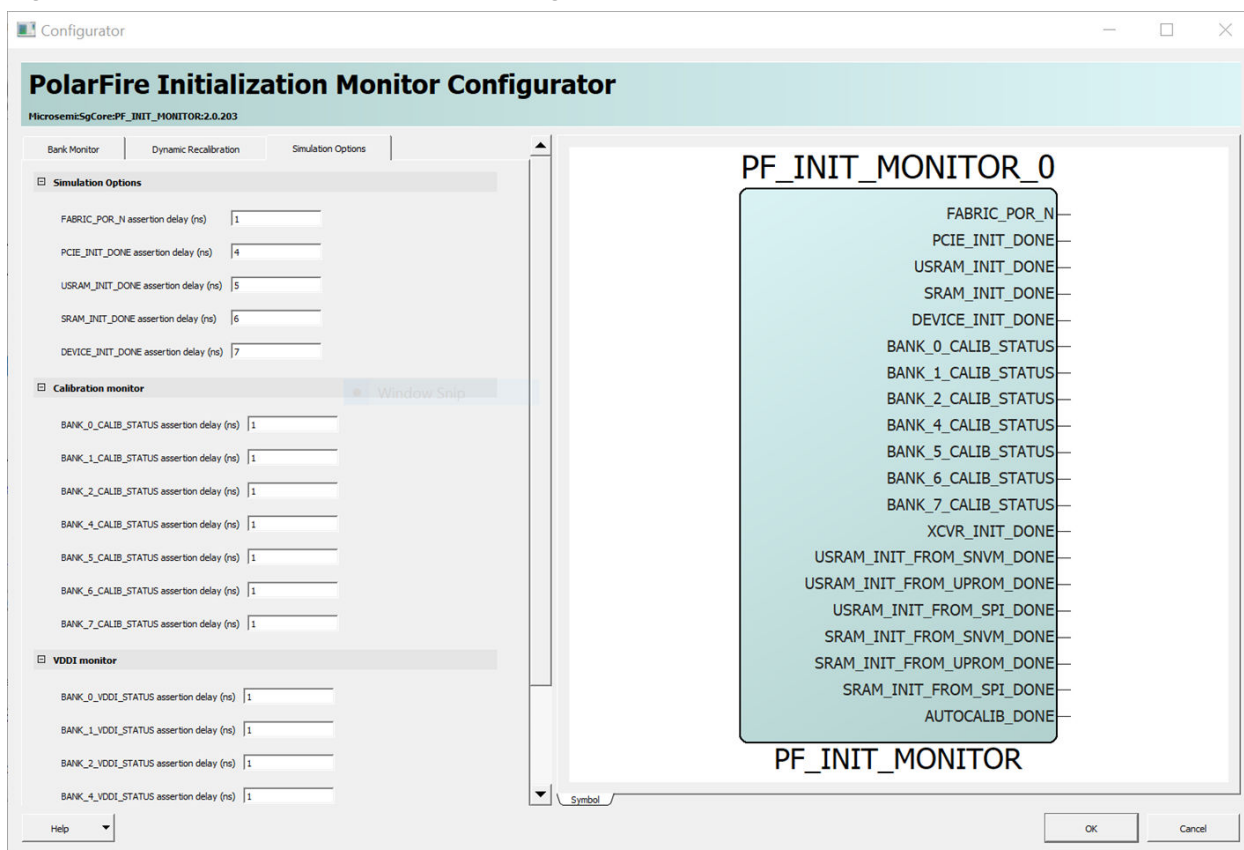 Configurator
PolarFire Initialization Monitor Configurator
Microsemi:SgCore:PF_INIT_MONITOR:2.0.203
Bank Monitor Dynamic Recalibration Simulation Options
Simulation Options
FABRIC_POR_N assertion delay (ns) 1
PCIE_INIT_DONE assertion delay (ns) 4
USRAM_INIT_DONE assertion delay (ns) 5
SRAM_INIT_DONE assertion delay (ns) 6
DEVICE_INIT_DONE assertion delay (ns) 7
Calibration monitor
Window Snip
BANK_0_CALIB_STATUS assertion delay (ns) 1
BANK_1_CALIB_STATUS assertion delay (ns) 1
BANK_2_CALIB_STATUS assertion delay (ns) 1
BANK_4_CALIB_STATUS assertion delay (ns) 1
BANK_5_CALIB_STATUS assertion delay (ns) 1
BANK_6_CALIB_STATUS assertion delay (ns) 1
BANK_7_CALIB_STATUS assertion delay (ns) 1
VDDI monitor
BANK_0_VDDI_STATUS assertion delay (ns) 1
BANK_1_VDDI_STATUS assertion delay (ns) 1
BANK_2_VDDI_STATUS assertion delay (ns) 1
BANK_4_VDDI_STATUS assertion delay (ns) 1
PF_INIT_MONITOR_0
FABRIC_POR_N
PCIE_INIT_DONE
USRAM_INIT_DONE
SRAM_INIT_DONE
DEVICE_INIT_DONE
BANK_0_CALIB_STATUS
BANK_1_CALIB_STATUS
BANK_2_CALIB_STATUS
BANK_4_CALIB_STATUS
BANK_5_CALIB_STATUS
BANK_6_CALIB_STATUS
BANK_7_CALIB_STATUS
XCVR_INIT_DONE
USRAM_INIT_FROM_SNVM_DONE
USRAM_INIT_FROM_UPROM_DONE
USRAM_INIT_FROM_SPI_DONE
SRAM_INIT_FROM_SNVM_DONE
SRAM_INIT_FROM_UPROM_DONE
SRAM_INIT_FROM_SPI_DONE
AUTOCALIB_DONE
PF_INIT_MONITOR
Symbol
Help OK Cancel